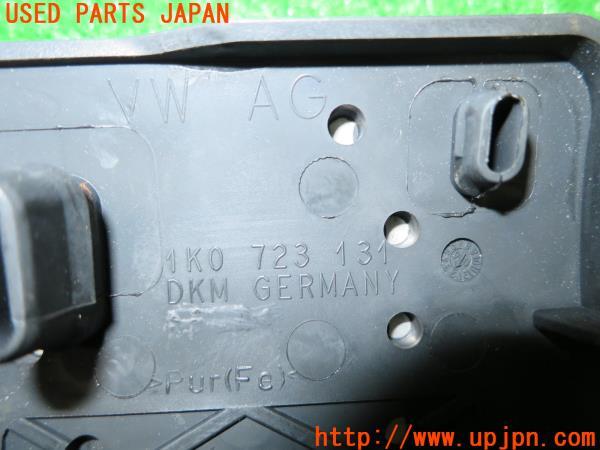 USED PARTS JAPAN
VW AG
1K0 723 131
DKM GERMANY
>Pur(Fe)<
http://www.upjpn.com